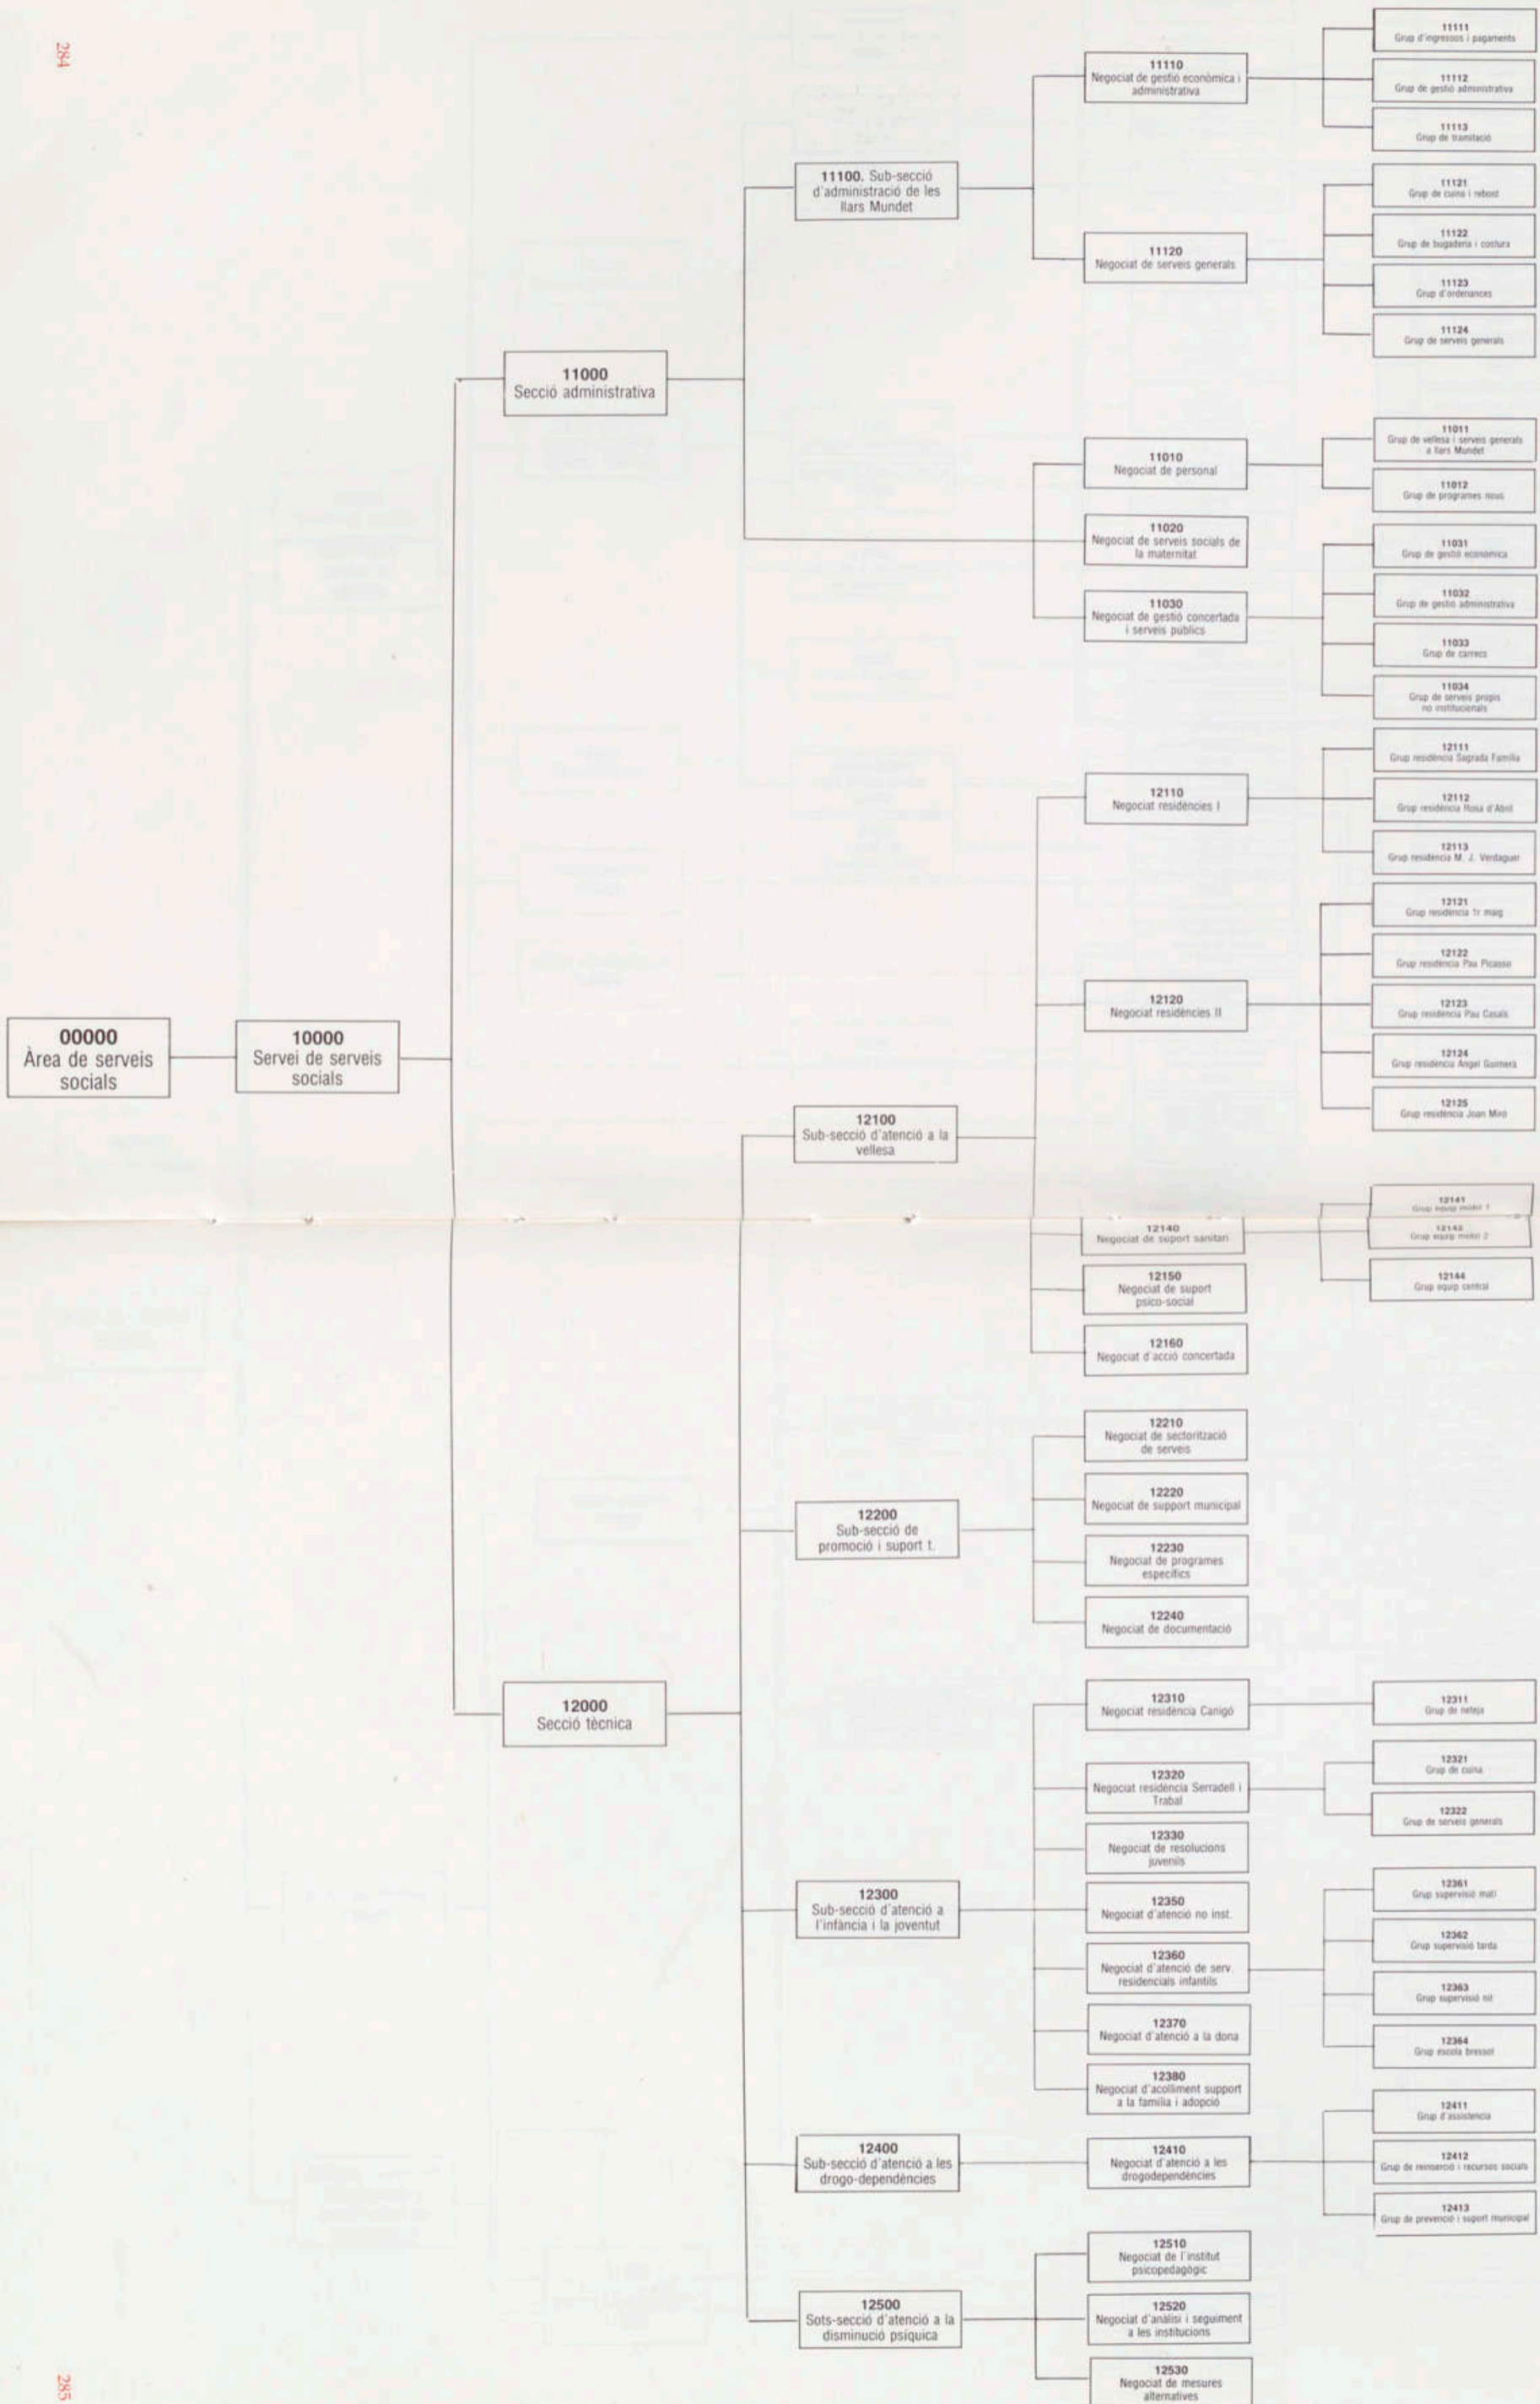 284
00000
Àrea de serveis
socials
10000
Servei de serveis
socials
11000
Secció administrativa
11100. Sub-secció
d'administració de les
llars Mundet
11110
Negociat de gestió econòmica i
administrativa
11111
Grup d'ingressos i pagaments
11112
Grup de gestió administrativa
11113
Grup de tramitació
11120
Negociat de serveis generals
11121
Grup de cuina i rebost
11122
Grup de bugaderia i costura
11123
Grup d'ordenances
11124
Grup de serveis generals
11010
Negociat de personal
11011
Grup de vellesa i serveis generals
a llars Mundet
11012
Grup de programes nous
11020
Negociat de serveis socials de
la maternitat
11030
Negociat de gestió concertada
i serveis públics
11031
Grup de gestió econòmica
11032
Grup de gestió administrativa
11033
Grup de càrrecs
11034
Grup de serveis propis
no institucionals
12000
Secció tècnica
12100
Sub-secció d'atenció a la
vellesa
12110
Negociat residències I
12111
Grup residència Sagrada Família
12112
Grup residència Rosa d'Abril
12113
Grup residència M. J. Verdaguer
12120
Negociat residències II
12121
Grup residència 1r maig
12122
Grup residència Pau Picasso
12123
Grup residència Pau Casals
12124
Grup residència Àngel Guimerà
12125
Grup residència Joan Miró
12140
Negociat de suport sanitari
12141
Grup equip mòbil 1
12142
Grup equip mòbil 2
12144
Grup equip central
12150
Negociat de suport
psico-social
12160
Negociat d'acció concertada
12200
Sub-secció de
promoció i suport t.
12210
Negociat de sectorització
de serveis
12220
Negociat de support municipal
12230
Negociat de programes
específics
12240
Negociat de documentació
12300
Sub-secció d'atenció a
l'infància i la joventut
12310
Negociat residència Canigó
12311
Grup de neteja
12320
Negociat residència Serradell i
Trabal
12321
Grup de cuina
12322
Grup de serveis generals
12330
Negociat de resolucions
juvenils
12350
Negociat d'atenció no inst.
12360
Negociat d'atenció de serv.
residencials infantils
12361
Grup supervisió matí
12362
Grup supervisió tarda
12363
Grup supervisió nit
12364
Grup escola bressol
12370
Negociat d'atenció a la dona
12380
Negociat d'acolliment support
a la família i adopció
12400
Sub-secció d'atenció a les
drogo-dependències
12410
Negociat d'atenció a les
drogodependències
12411
Grup d'assistència
12412
Grup de reinserció i recursos socials
12413
Grup de prevenció i suport municipal
12500
Sots-secció d'atenció a la
disminució psíquica
12510
Negociat de l'institut
psicopedagògic
12520
Negociat d'anàlisi i seguiment
a les institucions
12530
Negociat de mesures
alternatives
285